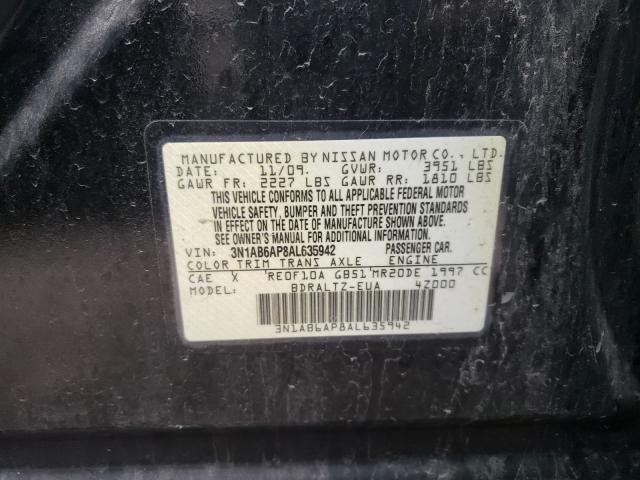 MANUFACTURED BY NISSAN MOTOR CO., LTD.
DATE: 11/09. GVWR: 3951 LBS
GAWR FR: 2227 LBS GAWR RR: 1810 LBS
THIS VEHICLE CONFORMS TO ALL APPLICABLE FEDERAL MOTOR
VEHICLE SAFETY, BUMPER AND THEFT PREVENTION STANDARDS
IN EFFECT ON THE DATE OF MANUFACTURE SHOWN ABOVE.
SEE OWNER'S MANUAL FOR ADDITIONAL INFORMATION.
VIN: 3N1AB6AP8AL635942 PASSENGER CAR.
COLOR TRIM TRANS AXLE ENGINE
CAE X RE0F10A GB51 MR20DE 1997 CC
MODEL: BDRALTZ-EUA 4Z000
3N1AB6AP8AL635942